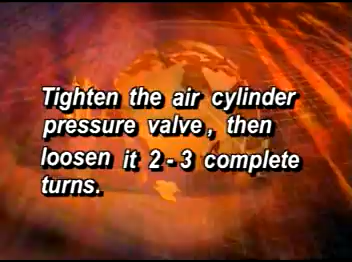 Tighten the air cylinder
pressure valve, then
loosen it 2-3 complete
turns.